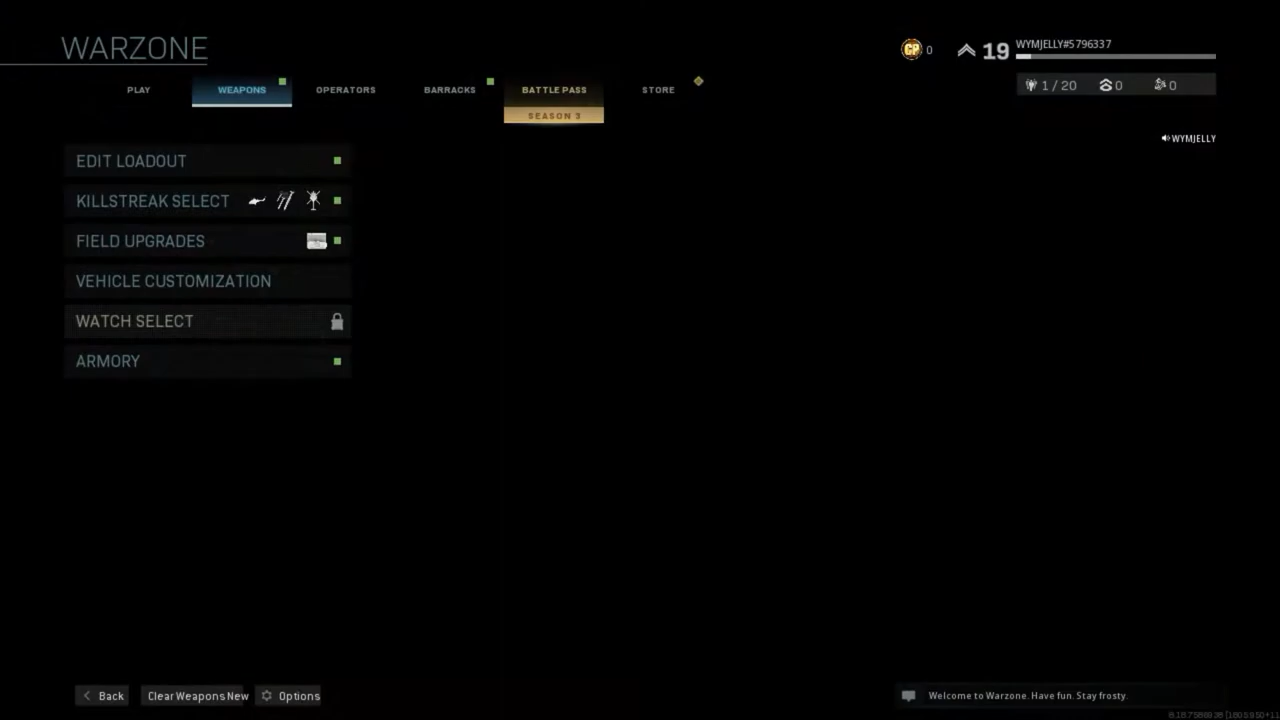 WARZONE
CP 0
19
WYMJELLY#5796337
PLAY
WEAPONS
OPERATORS
BARRACKS
BATTLE PASS
SEASON 3
STORE
1 / 20
0
0
WYMJELLY
EDIT LOADOUT
KILLSTREAK SELECT
FIELD UPGRADES
VEHICLE CUSTOMIZATION
WATCH SELECT
ARMORY
Back
Clear Weapons New
Options
Welcome to Warzone. Have fun. Stay frosty.